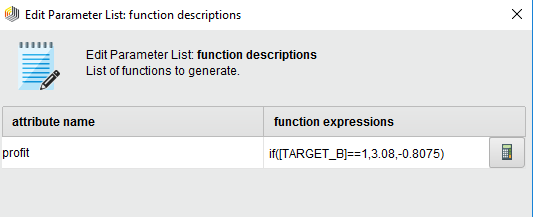 Edit Parameter List: function descriptions
Edit Parameter List: function descriptions
List of functions to generate.
attribute name function expressions
profit if([TARGET_B]==1,3.08,-0.8075)